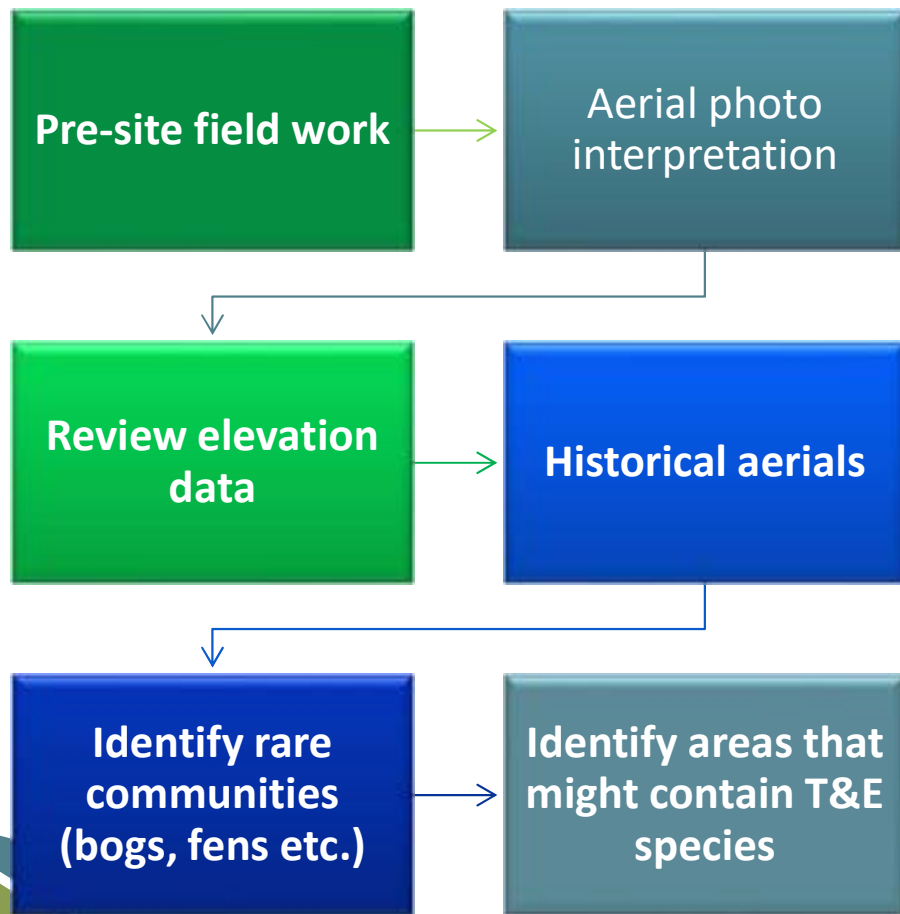 Pre-site field work
Aerial photo
interpretation
Review elevation
data
Historical aerials
Identify rare
communities
(bogs, fens etc.)
Identify areas that
might contain T&E
species